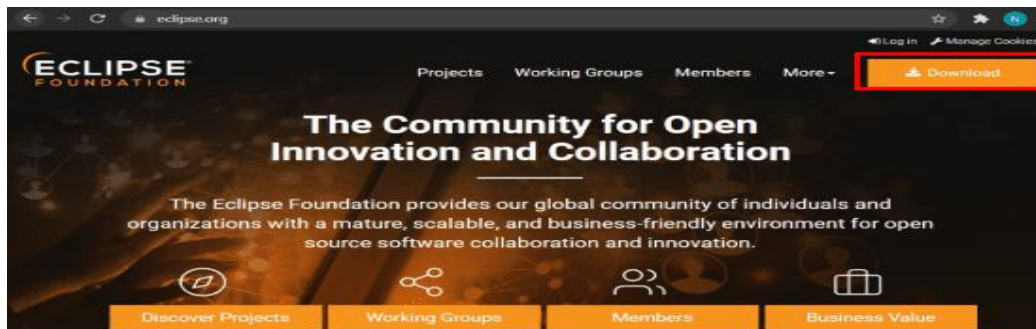 eclipse.org
N
Log in Manage Cookies
ECLIPSE
FOUNDATION
Projects Working Groups Members More Download
The Community for Open
Innovation and Collaboration
The Eclipse Foundation provides our global community of individuals and
organizations with a mature, scalable, and business-friendly environment for open
source software collaboration and innovation.
Discover Projects Working Groups Members Business Value